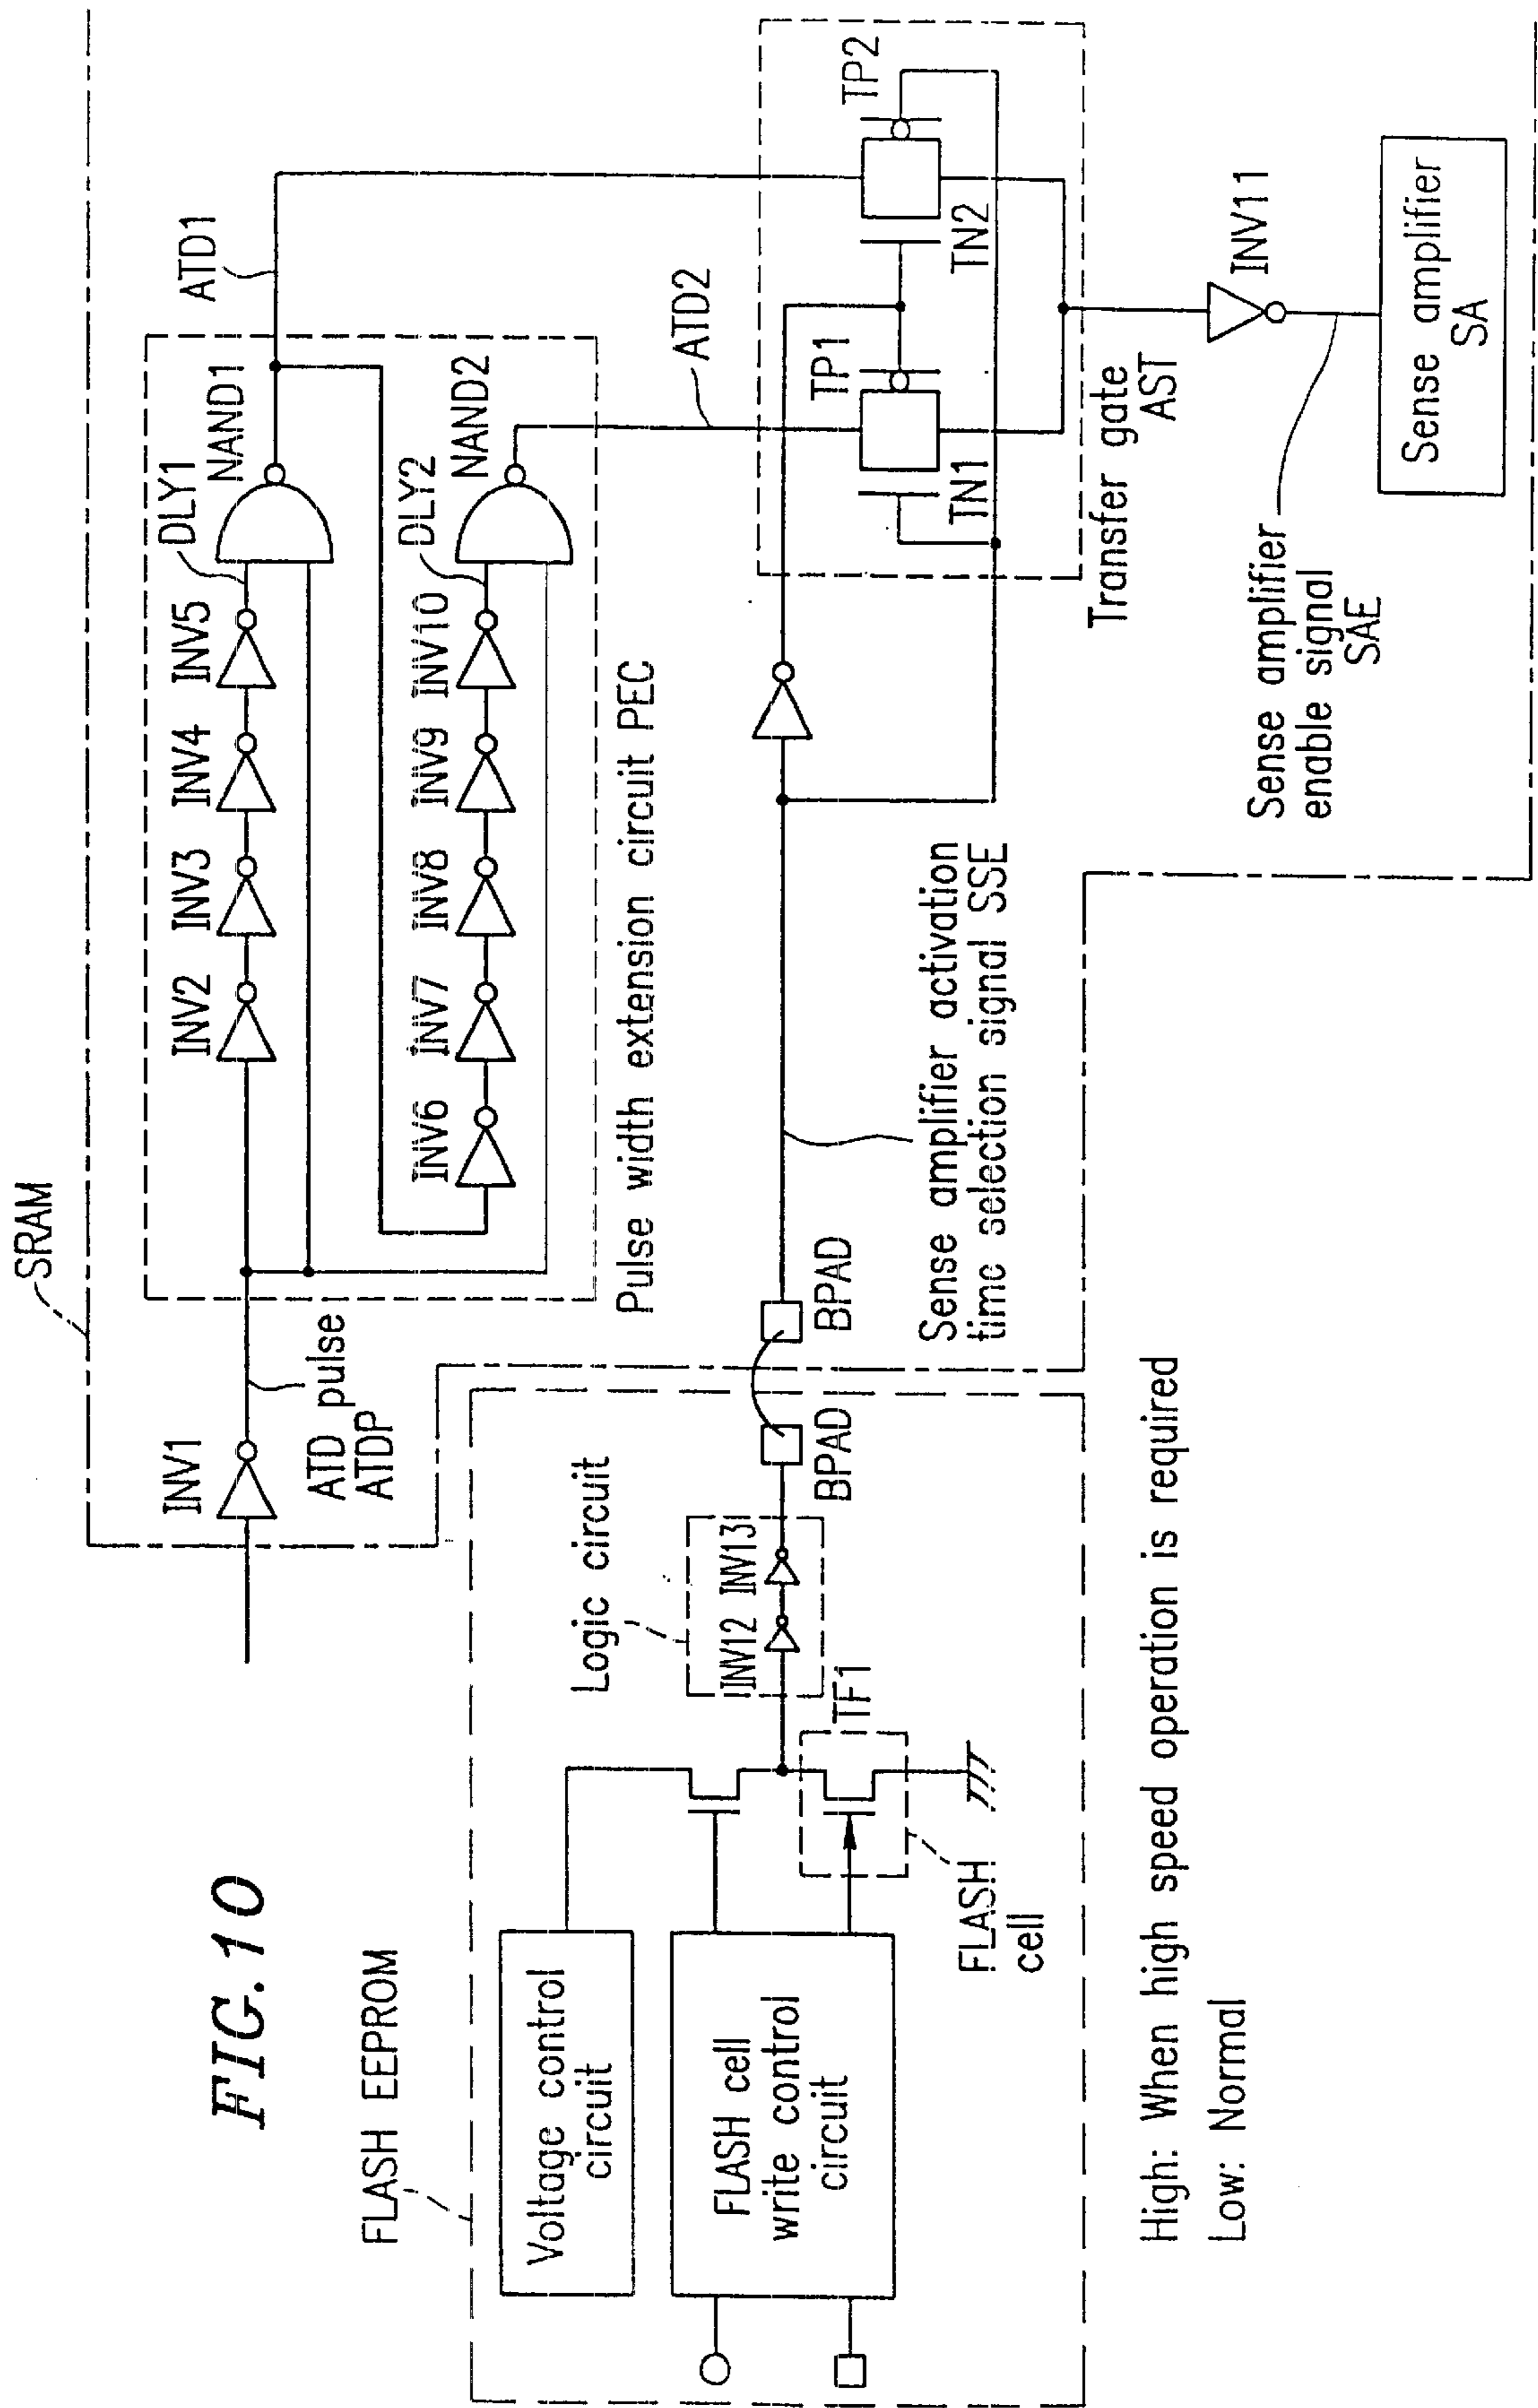 FIG.10
SRAM
INV1
ATD pulse
ATDP
INV2
INV3
INV4
INV5
DLY1
NAND1
ATD1
INV6
INV7
INV8
INV9
INV10
DLY2
NAND2
ATD2
Pulse width extension circuit PEC
TP1
TN1
TP2
TN2
Transfer gate
AST
INV11
Sense amplifier
enable signal
SAE
Sense amplifier
SA
Sense amplifier activation
time selection signal SSE
BPAD
BPAD
FLASH EEPROM
Voltage control
circuit
FLASH cell
write control
circuit
Logic circuit
INV12 INV13
TF1
FLASH
cell
High: When high speed operation is required
Low: Normal